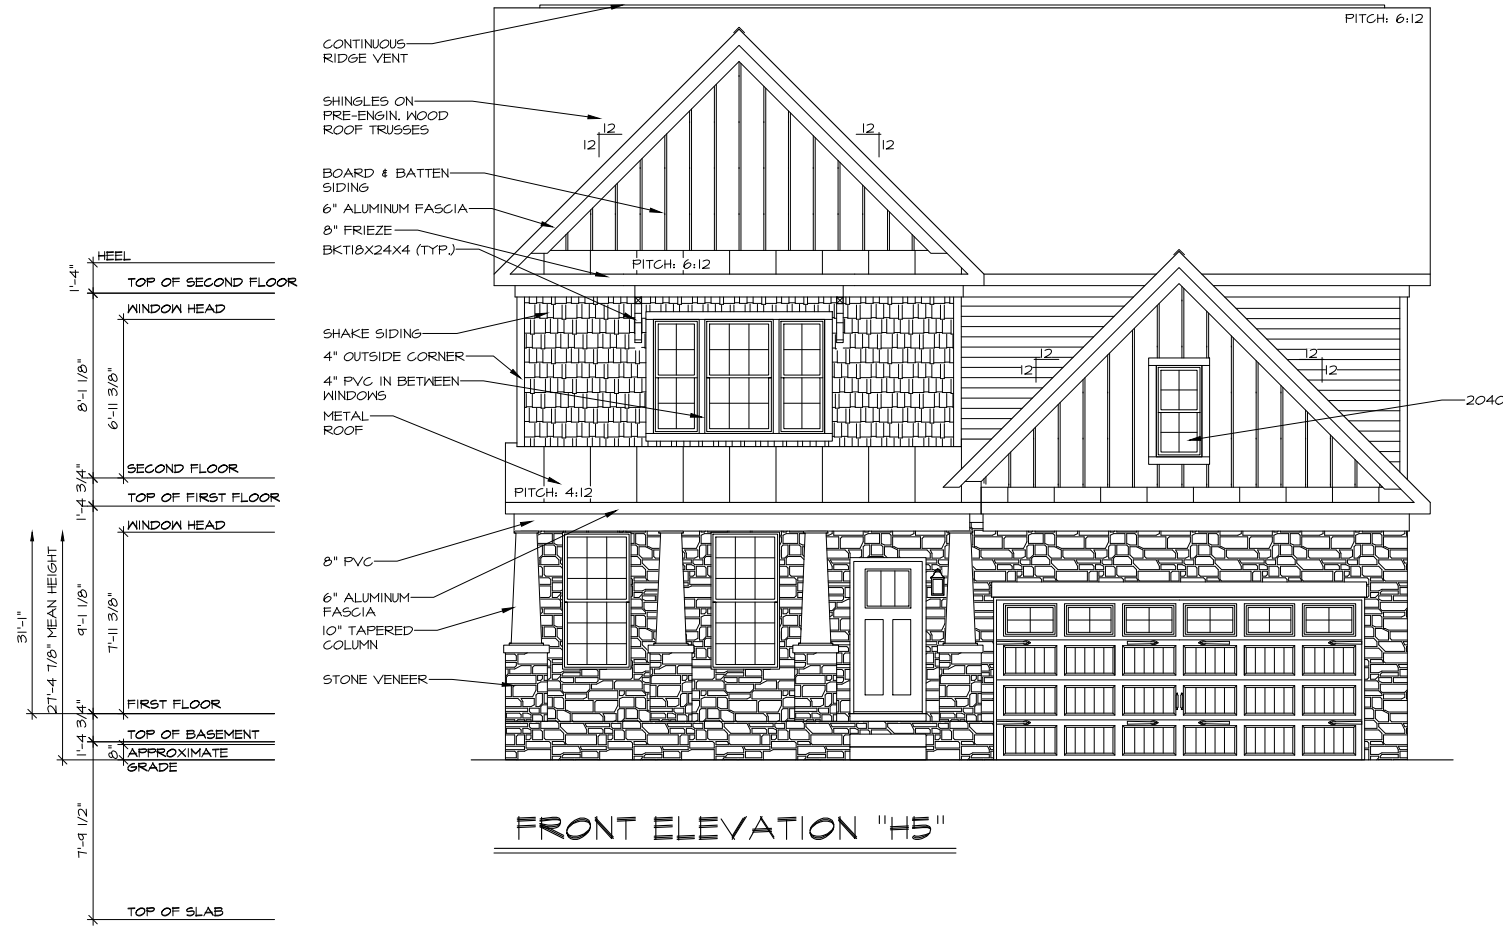 PITCH: 6:12
CONTINUOUS
RIDGE VENT
SHINGLES ON
PRE-ENGIN. WOOD
ROOF TRUSSES
12
12
12
12
BOARD & BATTEN
SIDING
6" ALUMINUM FASCIA
8" FRIEZE
BKT18X24X4 (TYP.)
PITCH: 6:12
HEEL
1'-4"
TOP OF SECOND FLOOR
WINDOW HEAD
SHAKE SIDING
4" OUTSIDE CORNER
4" PVC IN BETWEEN
WINDOWS
METAL
ROOF
12
12
12
12
2040
8'-1 1/8"
6'-11 3/8"
SECOND FLOOR
1'-4 3/4"
TOP OF FIRST FLOOR
PITCH: 4:12
WINDOW HEAD
8" PVC
6" ALUMINUM
FASCIA
10" TAPERED
COLUMN
STONE VENEER
31'-1"
27'-4 7/8" MEAN HEIGHT
9'-1 1/8"
7'-11 3/8"
FIRST FLOOR
1'-4 3/4"
TOP OF BASEMENT
8"
APPROXIMATE
GRADE
7'-9 1/2"
TOP OF SLAB
FRONT ELEVATION "H5"